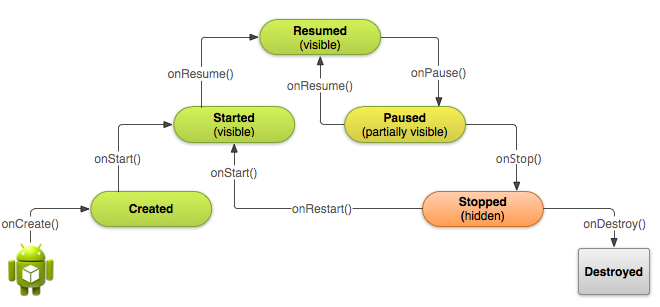 Resumed
(visible)
onResume()
onPause()
onResume()
Started
(visible)
Paused
(partially visible)
onStart()
onStart()
onStop()
Created
onRestart()
Stopped
(hidden)
onCreate()
onDestroy()
Destroyed